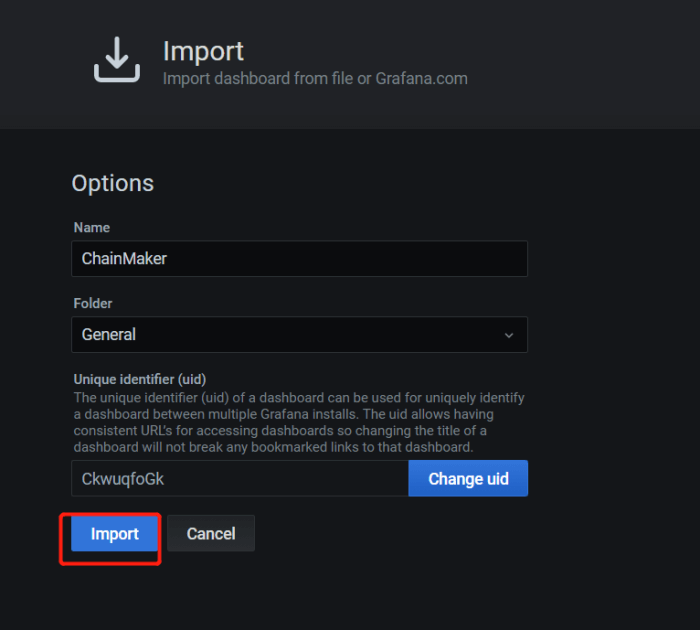 Import
Import dashboard from file or Grafana.com
Options
Name
ChainMaker
Folder
General
Unique identifier (uid)
The unique identifier (uid) of a dashboard can be used for uniquely identify
a dashboard between multiple Grafana installs. The uid allows having
consistent URL's for accessing dashboards so changing the title of a
dashboard will not break any bookmarked links to that dashboard.
CkwuqfoGk
Change uid
Import
Cancel